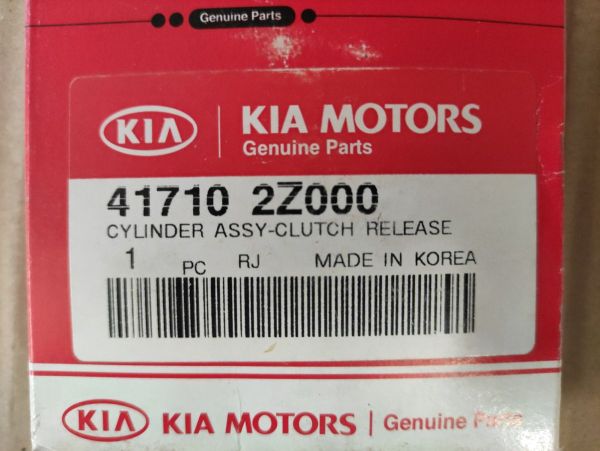 Genuine Parts
KIA
KIA MOTORS
Genuine Parts
41710 2Z000
CYLINDER ASSY-CLUTCH RELEASE
1 PC RJ MADE IN KOREA
KIA KIA MOTORS Genuine Parts